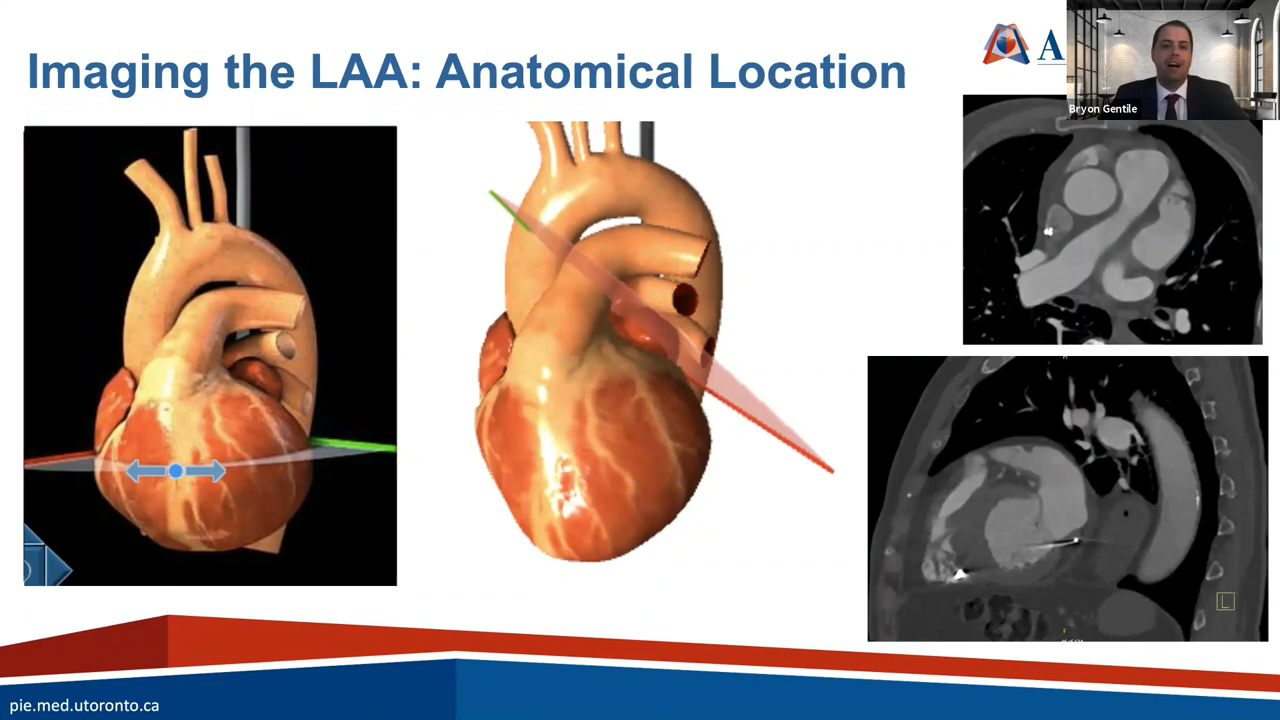 Imaging the LAA: Anatomical Location
A
Bryon Gentile
L
pie.med.utoronto.ca